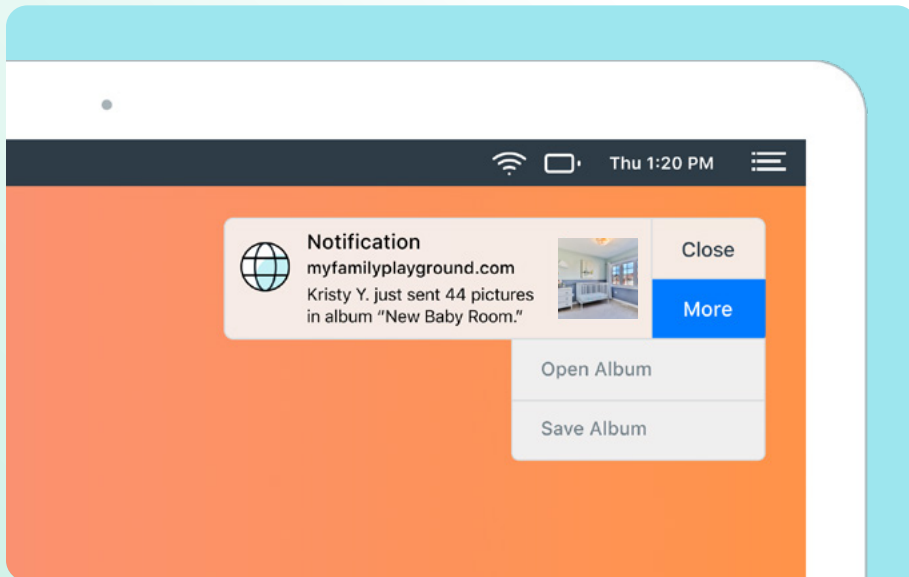 Thu 1:20 PM
Notification
myfamilyplayground.com
Kristy Y. just sent 44 pictures
in album “New Baby Room.”
Close
More
Open Album
Save Album